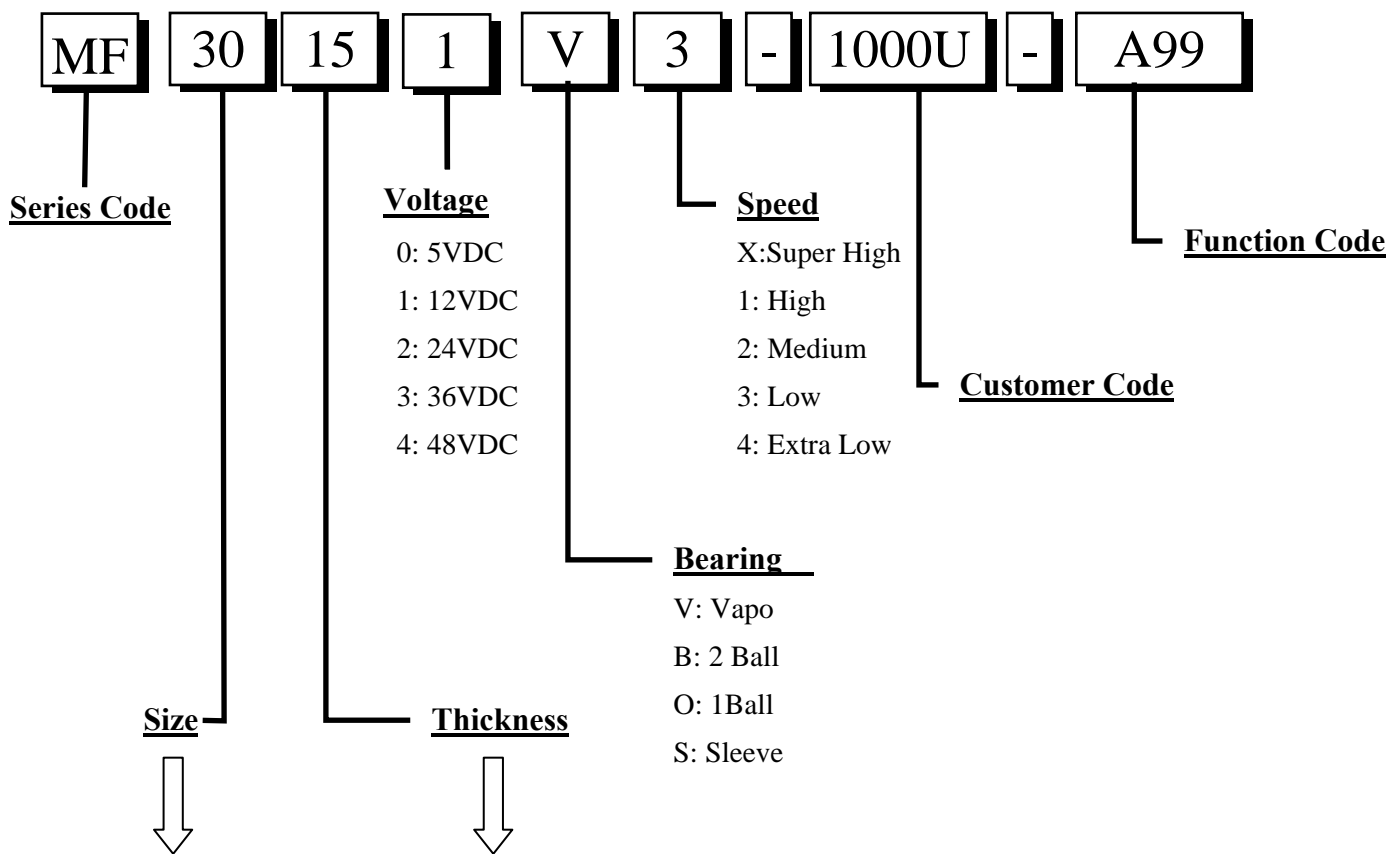 MF 30 15 1 V 3 - 1000U - A99
Series Code
Voltage
0: 5VDC
1: 12VDC
2: 24VDC
3: 36VDC
4: 48VDC
Speed
X:Super High
1: High
2: Medium
3: Low
4: Extra Low
Function Code
Customer Code
Bearing
V: Vapo
B: 2 Ball
O: 1Ball
S: Sleeve
Size
Thickness